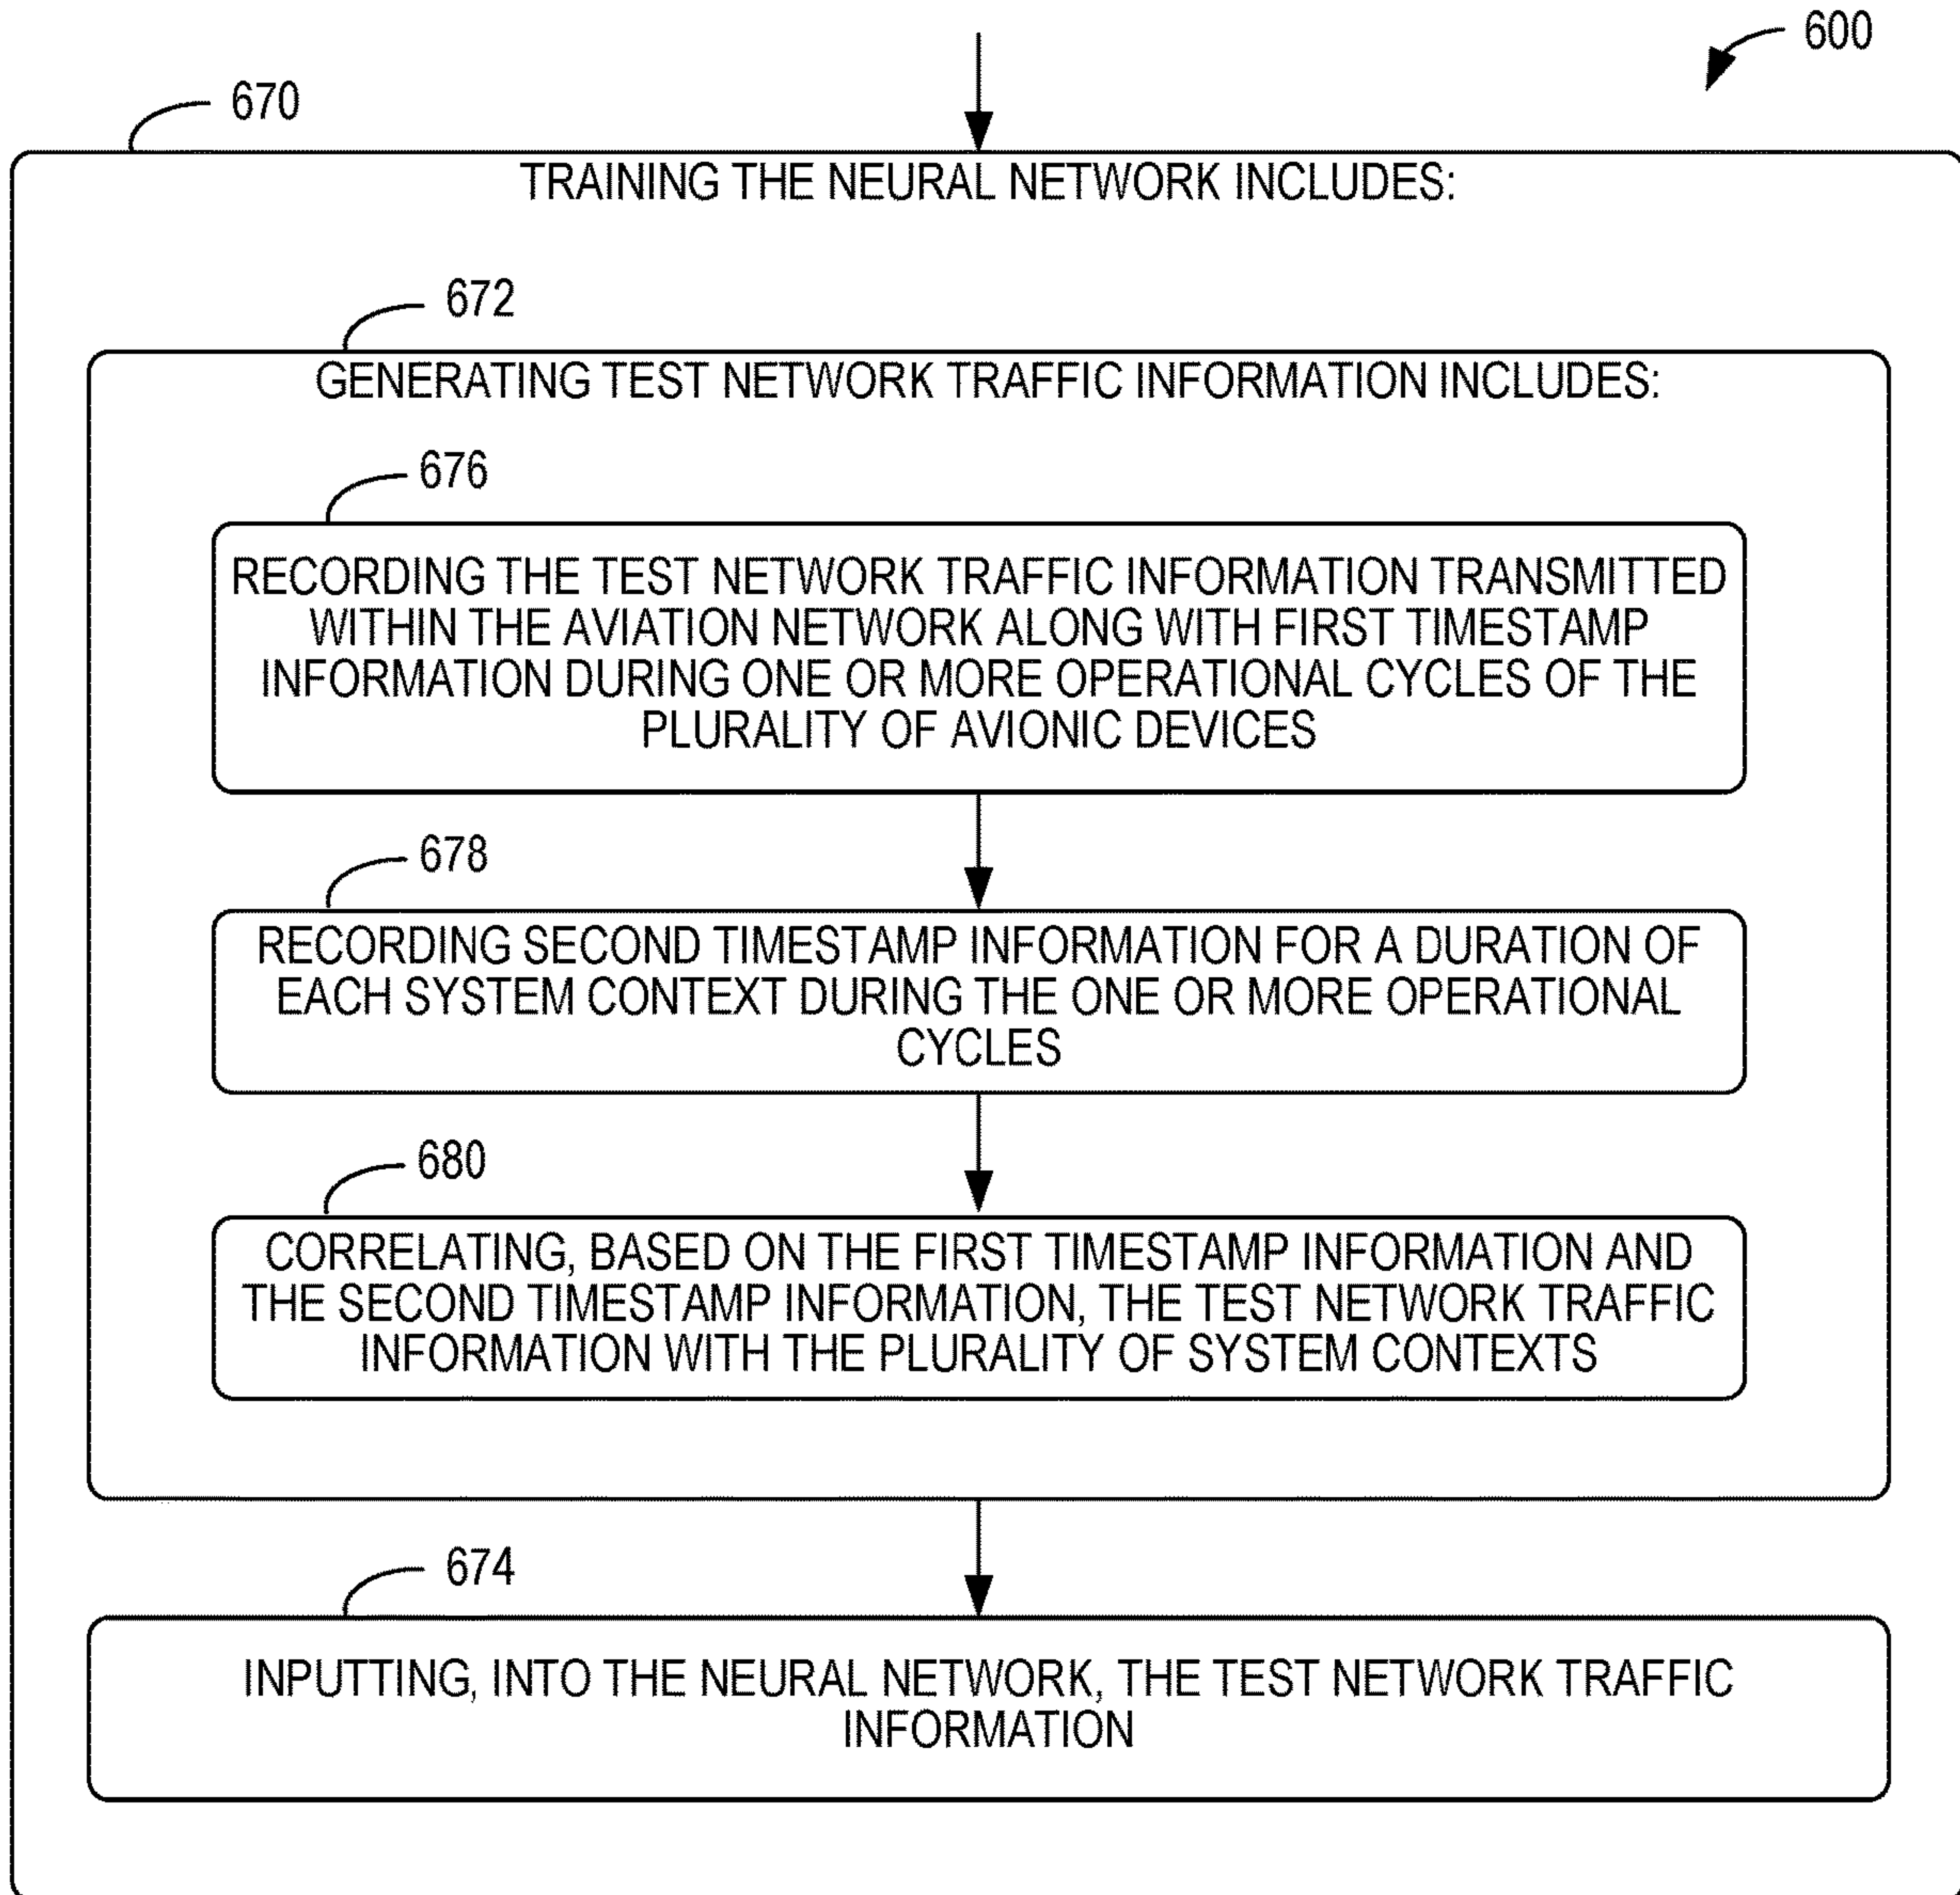 600
670
TRAINING THE NEURAL NETWORK INCLUDES:
672
GENERATING TEST NETWORK TRAFFIC INFORMATION INCLUDES:
676
RECORDING THE TEST NETWORK TRAFFIC INFORMATION TRANSMITTED
WITHIN THE AVIATION NETWORK ALONG WITH FIRST TIMESTAMP
INFORMATION DURING ONE OR MORE OPERATIONAL CYCLES OF THE
PLURALITY OF AVIONIC DEVICES
678
RECORDING SECOND TIMESTAMP INFORMATION FOR A DURATION OF
EACH SYSTEM CONTEXT DURING THE ONE OR MORE OPERATIONAL
CYCLES
680
CORRELATING, BASED ON THE FIRST TIMESTAMP INFORMATION AND
THE SECOND TIMESTAMP INFORMATION, THE TEST NETWORK TRAFFIC
INFORMATION WITH THE PLURALITY OF SYSTEM CONTEXTS
674
INPUTTING, INTO THE NEURAL NETWORK, THE TEST NETWORK TRAFFIC
INFORMATION